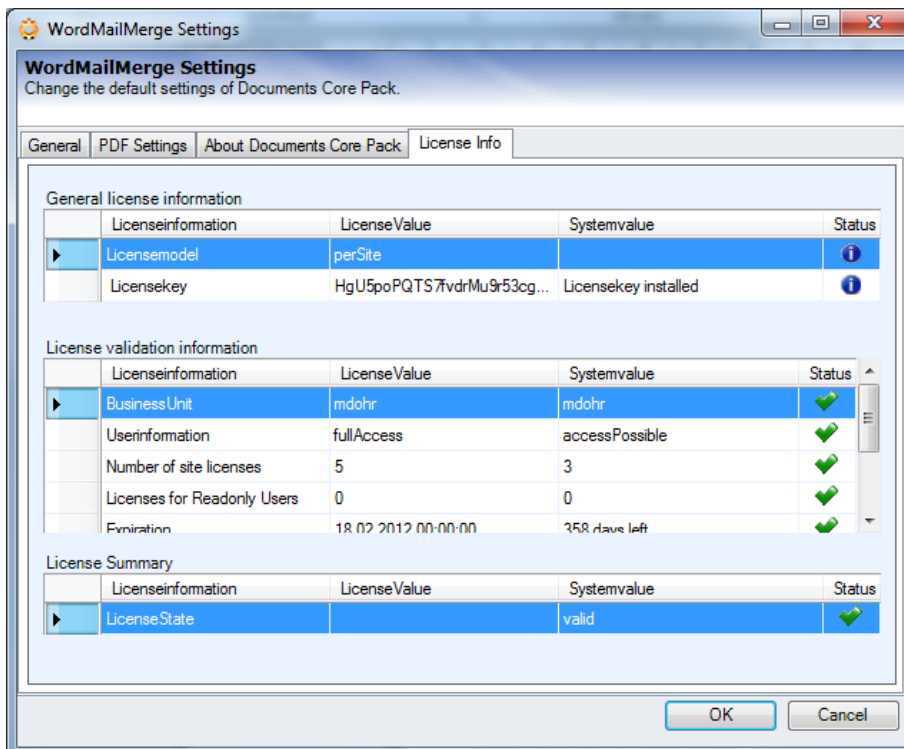 WordMailMerge Settings
WordMailMerge Settings
Change the default settings of Documents Core Pack.
General PDF Settings About Documents Core Pack License Info
General license information
Licenseinformation LicenseValue Systemvalue Status
Licensemodel perSite
Licensekey HgU5poPQTS7fvdrMu9r53cg... Licensekey installed
License validation information
Licenseinformation LicenseValue Systemvalue Status
BusinessUnit mdohr mdohr
Userinformation fullAccess accessPossible
Number of site licenses 5 3
Licenses for Readonly Users 0 0
Expiration 18.02.2012 00:00:00 358 days left
License Summary
Licenseinformation LicenseValue Systemvalue Status
LicenseState valid
OK Cancel